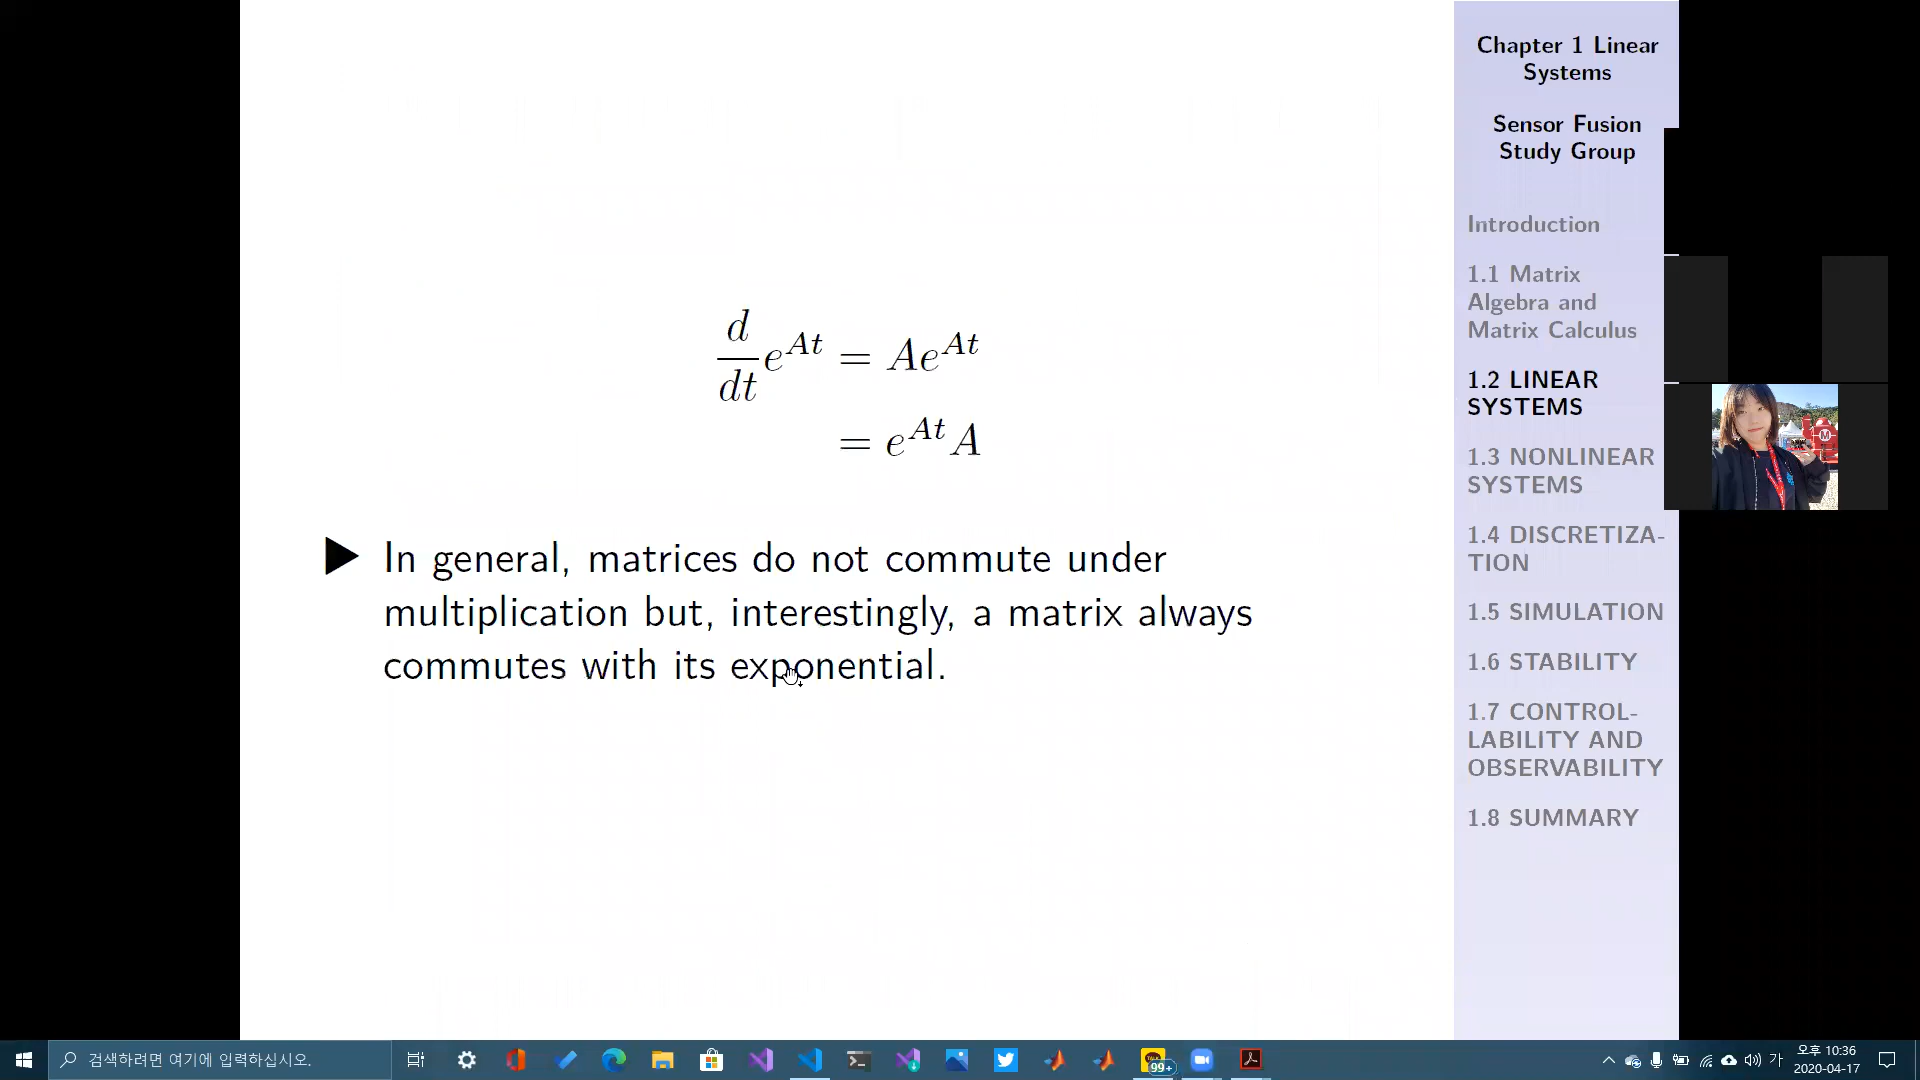 d/dt e^{At} = Ae^{At}
= e^{At}A
▶ In general, matrices do not commute under
multiplication but, interestingly, a matrix always
commutes with its exponential.
Chapter 1 Linear
Systems
Sensor Fusion
Study Group
Introduction
1.1 Matrix
Algebra and
Matrix Calculus
1.2 LINEAR
SYSTEMS
1.3 NONLINEAR
SYSTEMS
1.4 DISCRETIZA-
TION
1.5 SIMULATION
1.6 STABILITY
1.7 CONTROL-
LABILITY AND
OBSERVABILITY
1.8 SUMMARY
M
검색하려면 여기에 입력하십시오.
99+
가
오후 10:36
2020-04-17